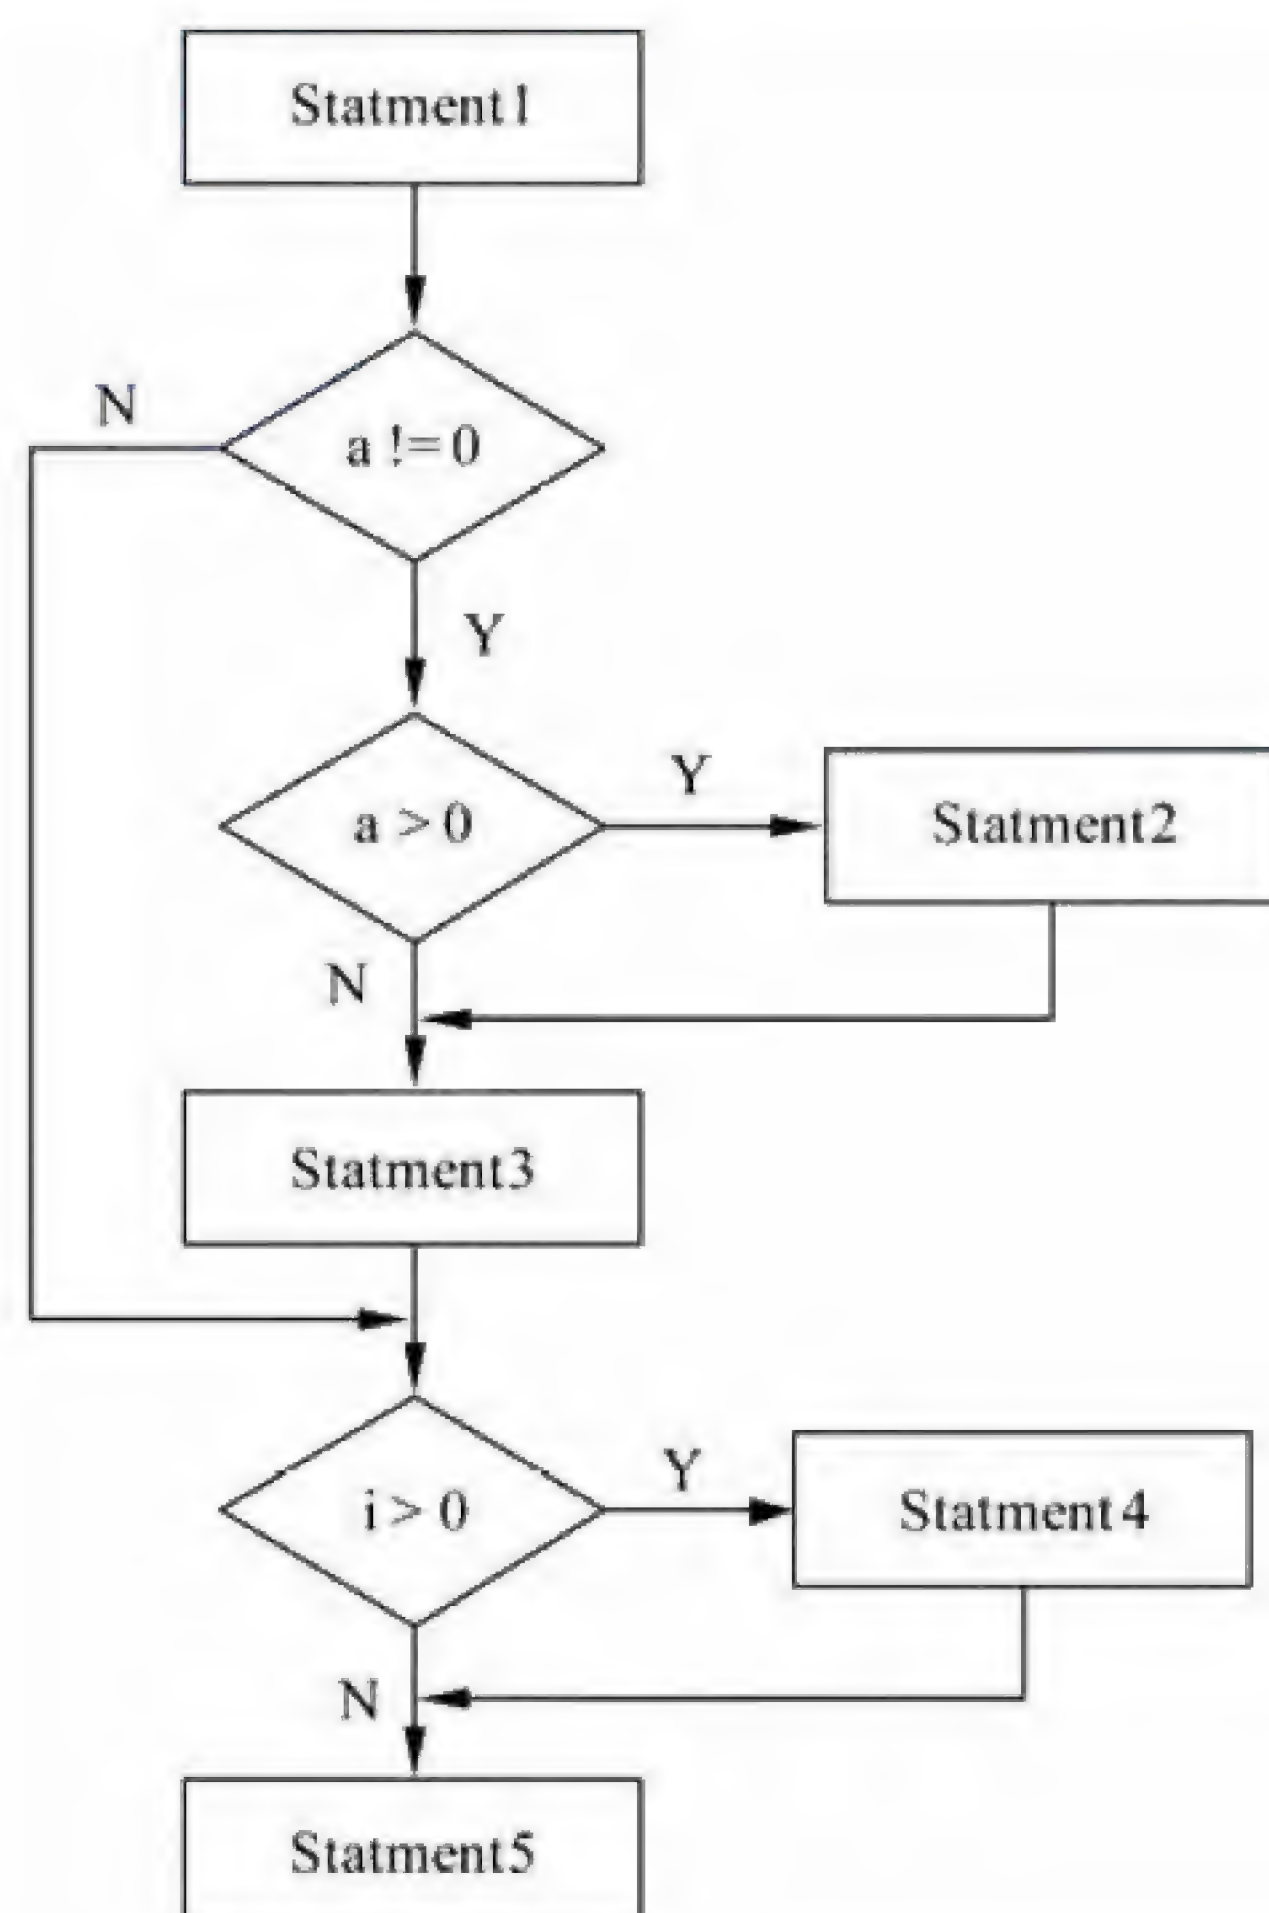 Statment1
N
a != 0
Y
a > 0
Y
Statment2
N
Statment3
i > 0
Y
Statment4
N
Statment5